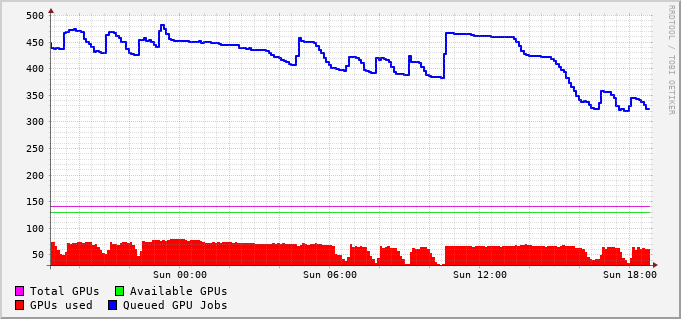 500
450
400
350
300
250
200
150
100
50
Sun 00:00 Sun 06:00 Sun 12:00 Sun 18:00
Total GPUs Available GPUs
GPUs used Queued GPU Jobs
RRDTOOL / TOBI OETIKER